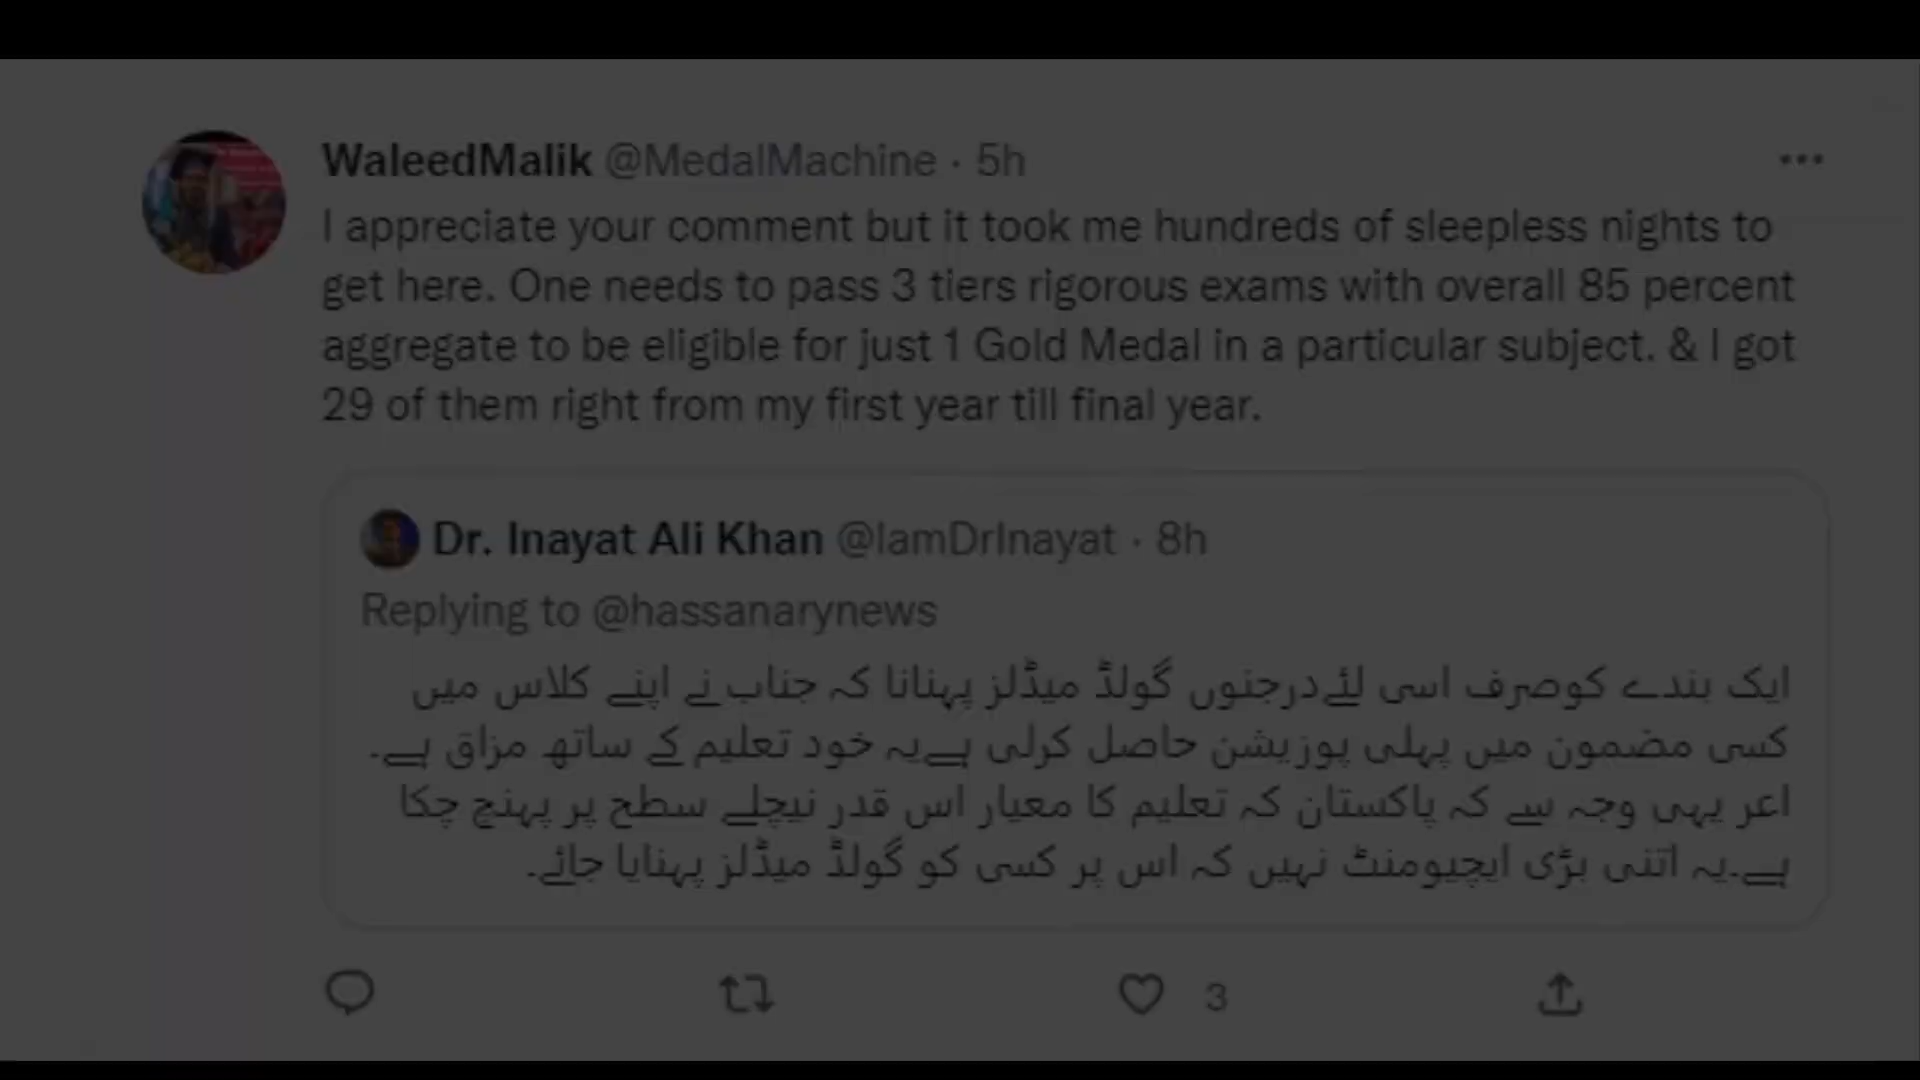 WaleedMalik @MedalMachine · 5h
I appreciate your comment but it took me hundreds of sleepless nights to
get here. One needs to pass 3 tiers rigorous exams with overall 85 percent
aggregate to be eligible for just 1 Gold Medal in a particular subject. & I got
29 of them right from my first year till final year.
Dr. Inayat Ali Khan @IamDrInayat · 8h
Replying to @hassanarynews
ایک بندے کوصرف اسی لئےدرجنوں گولڈ میڈلز پہنانا کہ جناب نے اپنے کلاس میں
کسی مضمون میں پہلی پوزیشن حاصل کرلی ہےیہ خود تعلیم کے ساتھ مزاق ہے۔
اعر یہی وجہ سے کہ پاکستان کہ تعلیم کا معیار اس قدر نیچلے سطح پر پہنچ چکا
ہے۔یہ اتنی بڑی ایچیومنٹ نہیں کہ اس پر کسی کو گولڈ میڈلز پہنایا جائے۔
3